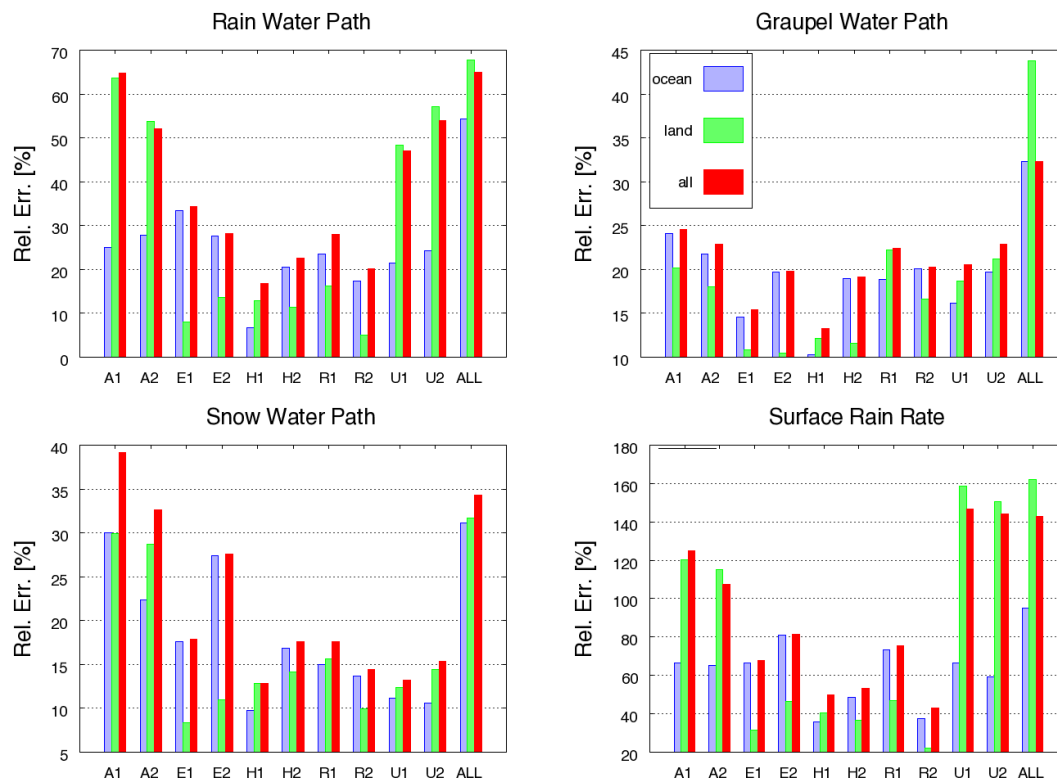 Rain Water Path
Rel. Err. [%]
70
60
50
40
30
20
10
0
A1 A2 E1 E2 H1 H2 R1 R2 U1 U2 ALL
Graupel Water Path
Rel. Err. [%]
45
40
35
30
25
20
15
10
ocean
land
all
A1 A2 E1 E2 H1 H2 R1 R2 U1 U2 ALL
Snow Water Path
Rel. Err. [%]
40
35
30
25
20
15
10
5
A1 A2 E1 E2 H1 H2 R1 R2 U1 U2 ALL
Surface Rain Rate
Rel. Err. [%]
180
160
140
120
100
80
60
40
20
A1 A2 E1 E2 H1 H2 R1 R2 U1 U2 ALL